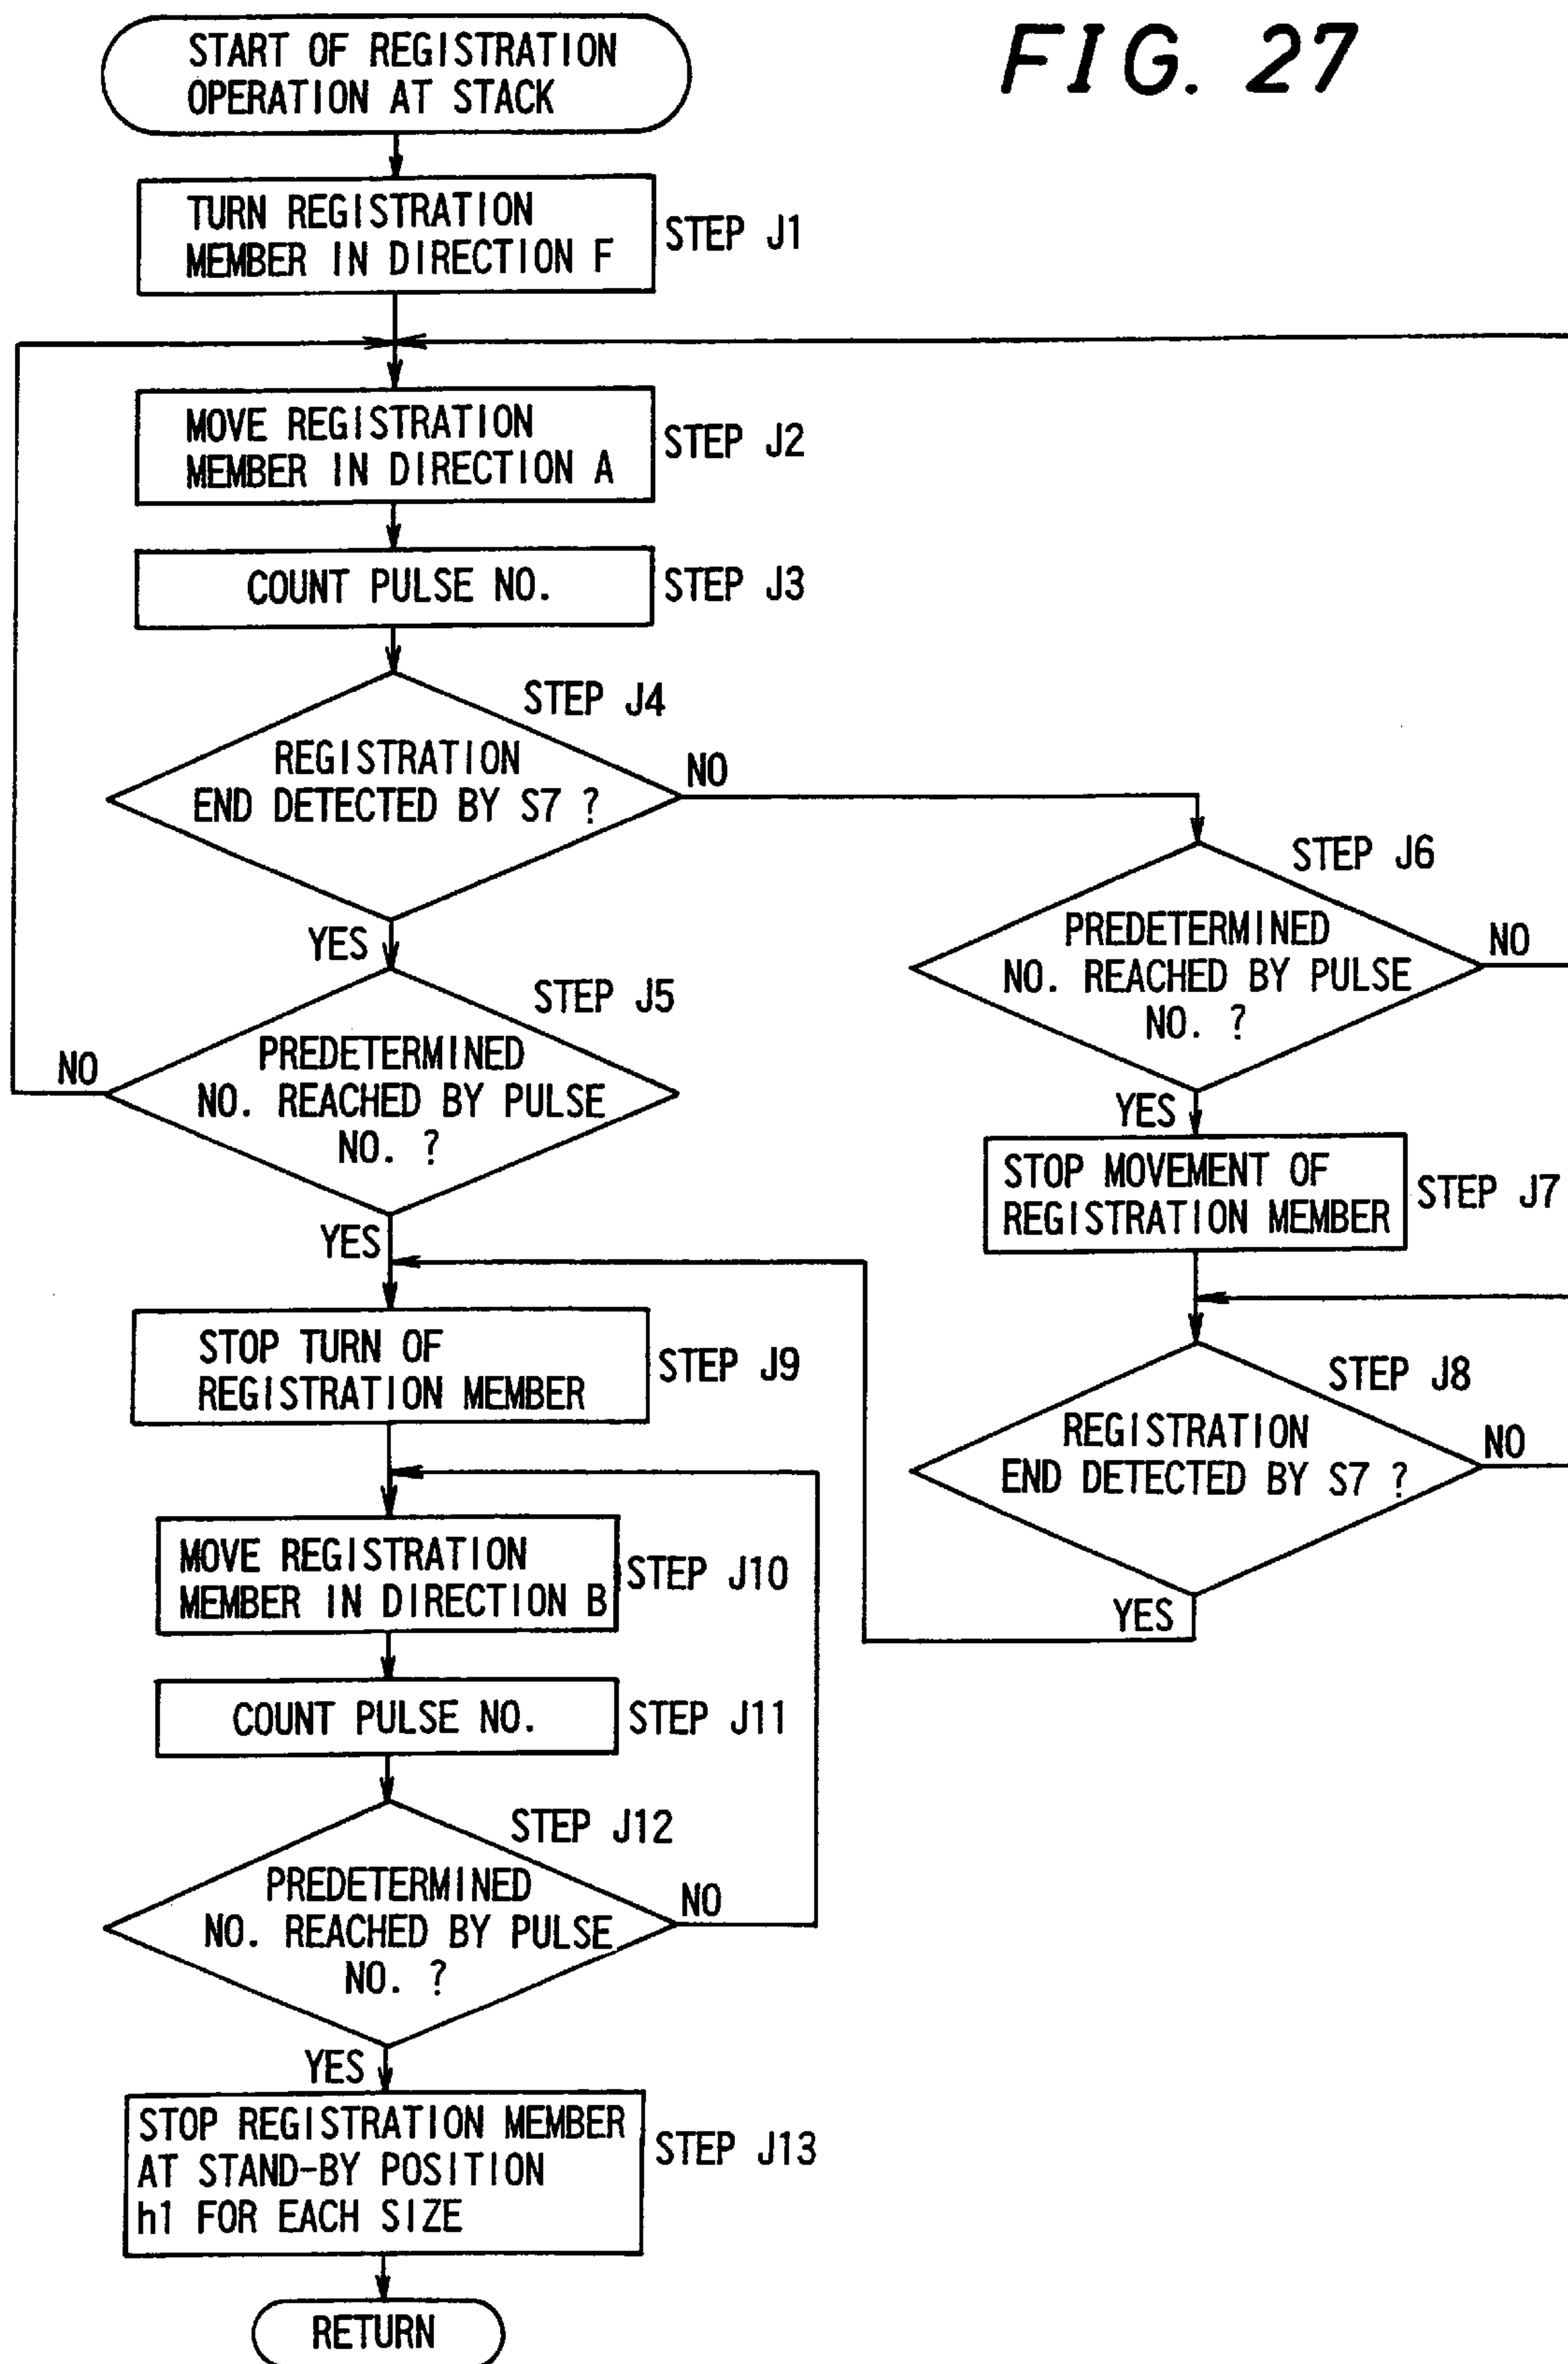 FIG. 27
START OF REGISTRATION
OPERATION AT STACK
TURN REGISTRATION
MEMBER IN DIRECTION F
STEP J1
MOVE REGISTRATION
MEMBER IN DIRECTION A
STEP J2
COUNT PULSE NO.
STEP J3
STEP J4
REGISTRATION
END DETECTED BY S7 ?
NO
YES
STEP J5
PREDETERMINED
NO. REACHED BY PULSE
NO. ?
NO
YES
STEP J6
PREDETERMINED
NO. REACHED BY PULSE
NO. ?
NO
YES
STOP MOVEMENT OF
REGISTRATION MEMBER
STEP J7
STEP J8
REGISTRATION
END DETECTED BY S7 ?
NO
YES
STOP TURN OF
REGISTRATION MEMBER
STEP J9
MOVE REGISTRATION
MEMBER IN DIRECTION B
STEP J10
COUNT PULSE NO.
STEP J11
STEP J12
PREDETERMINED
NO. REACHED BY PULSE
NO. ?
NO
YES
STOP REGISTRATION MEMBER
AT STAND-BY POSITION
h1 FOR EACH SIZE
STEP J13
RETURN